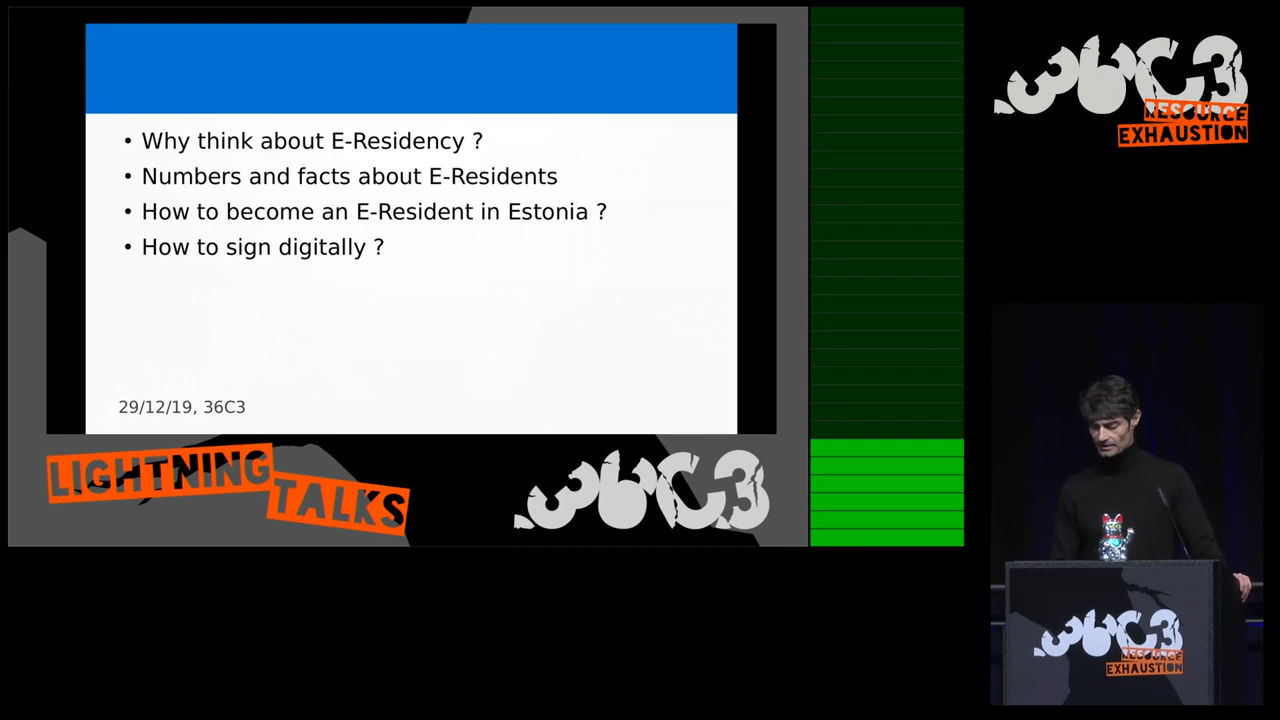 • Why think about E-Residency ?
• Numbers and facts about E-Residents
• How to become an E-Resident in Estonia ?
• How to sign digitally ?
29/12/19, 36C3
LIGHTNING
TALKS
36C3
36C3
RESOURCE
EXHAUSTION
36C3
RESOURCE
EXHAUSTION